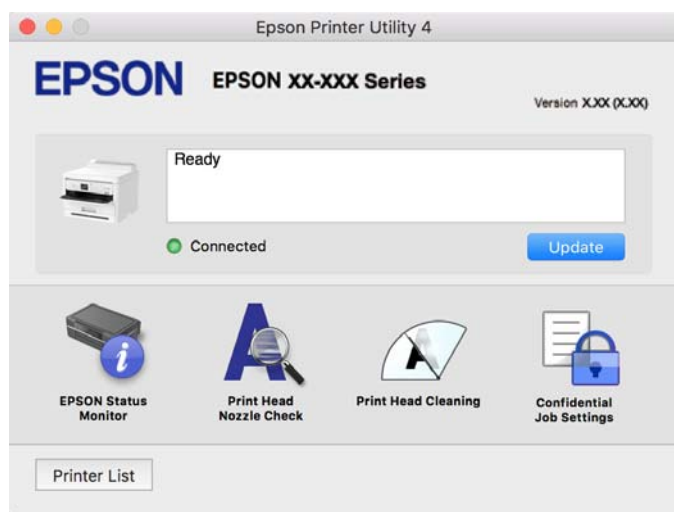 Epson Printer Utility 4
EPSON
EPSON XX-XXX Series
Version X.XX (X.XX)
Ready
Connected
Update
EPSON Status
Monitor
Print Head
Nozzle Check
Print Head Cleaning
Confidential
Job Settings
Printer List